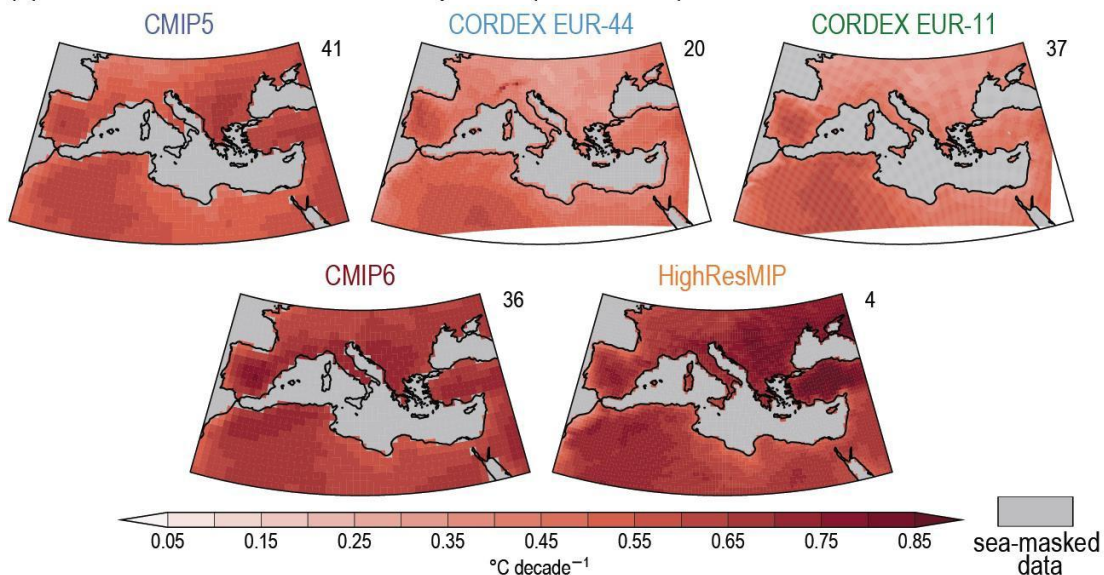 CMIP5
41
CORDEX EUR-44
20
CORDEX EUR-11
37
CMIP6
36
HighResMIP
4
0.05 0.15 0.25 0.35 0.45 0.55 0.65 0.75 0.85
°C decade⁻¹
sea-masked
data